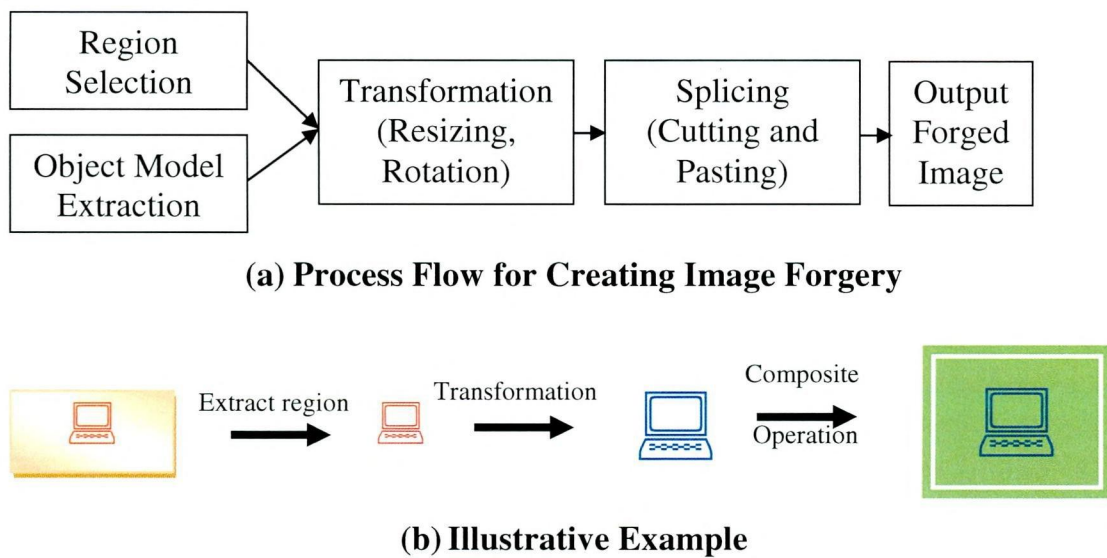 Region
Selection
Object Model
Extraction
Transformation
(Resizing,
Rotation)
Splicing
(Cutting and
Pasting)
Output
Forged
Image
(a) Process Flow for Creating Image Forgery
Extract region
Transformation
Composite
Operation
(b) Illustrative Example